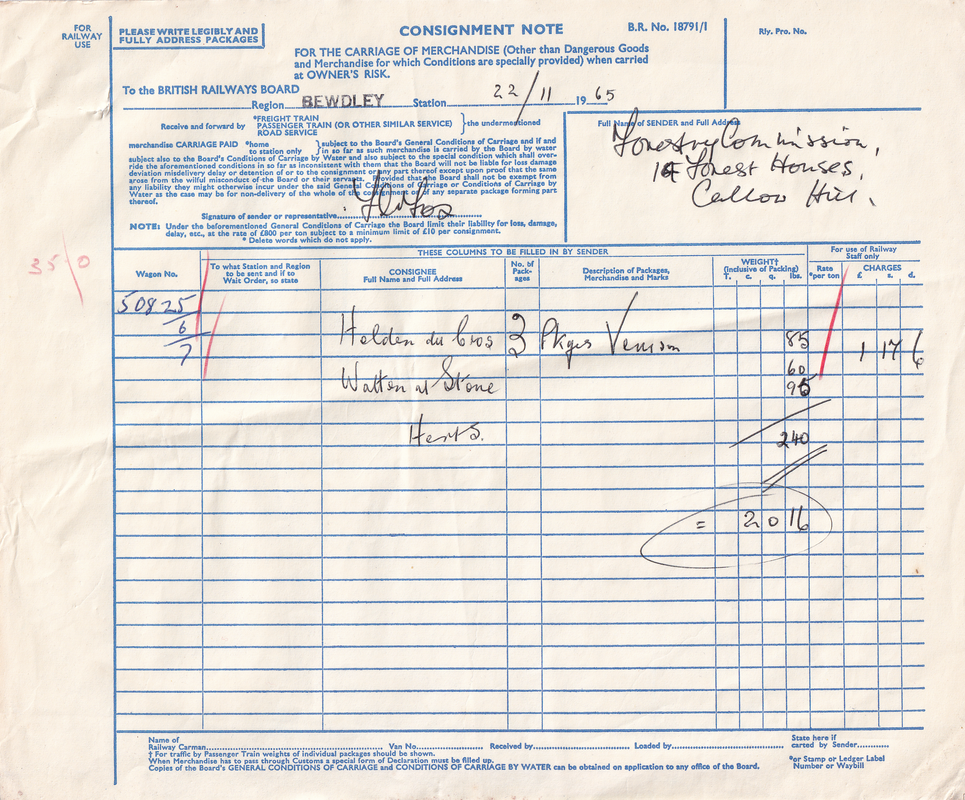 FOR
RAILWAY
USE
PLEASE WRITE LEGIBLY AND
FULLY ADDRESS PACKAGES
CONSIGNMENT NOTE
B.R. No. 18791/1
Rly. Pro. No.
FOR THE CARRIAGE OF MERCHANDISE (Other than Dangerous Goods
and Merchandise for which Conditions are specially provided) when carried
at OWNER'S RISK.
To the BRITISH RAILWAYS BOARD
Region BEWDLEY Station 22/11 1965
Receive and forward by
*FREIGHT TRAIN
PASSENGER TRAIN (OR OTHER SIMILAR SERVICE)
ROAD SERVICE
the undermentioned
merchandise CARRIAGE PAID *home
to station only
subject to the Board's General Conditions of Carriage and if and
in so far as such merchandise is carried by the Board by water
subject also to the Board's Conditions of Carriage by Water and also subject to the special condition which shall over-
ride the aforementioned conditions in so far as inconsistent with them that the Board will not be liable for loss damage
deviation misdelivery delay or detention of or to the consignment or any part thereof except upon proof that the same
arose from the wilful misconduct of the Board or their servants. Provided that the Board shall not be exempt from
any liability they might otherwise incur under the said General Conditions of Carriage or Conditions of Carriage by
Water as the case may be for non-delivery of the whole of the consignment or of any separate package forming part
thereof.
Signature of sender or representative
NOTE: Under the beforementioned General Conditions of Carriage the Board limit their liability for loss, damage,
delay, etc., at the rate of £800 per ton subject to a minimum limit of £10 per consignment.
* Delete words which do not apply.
Full Name of SENDER and Full Address
Forestry Commission,
Forest Houses,
Callow Hill.
THESE COLUMNS TO BE FILLED IN BY SENDER
For use of Railway
Staff only
Wagon No.
To what Station and Region
to be sent and if to
Wait Order, so state
CONSIGNEE
Full Name and Full Address
No. of
Pack-
ages
Description of Packages,
Merchandise and Marks
WEIGHT†
(Inclusive of Packing)
T. c. q. lbs.
Rate
*per ton
CHARGES
£ s. d.
35/0
50825
6
7
Holden du Cros 3 Pkges Venison 85 1 17 6
60
Watton at Stone 95
Herts. 240
= 2 0 16
Name of
Railway Carman Van No. Received by Loaded by
State here if
carted by Sender
† For traffic by Passenger Train weights of individual packages should be shown.
When Merchandise has to pass through Customs a special form of Declaration must be filled up.
Copies of the Board's GENERAL CONDITIONS OF CARRIAGE and CONDITIONS OF CARRIAGE BY WATER can be obtained on application to any office of the Board.
*or Stamp or Ledger Label
Number or Waybill